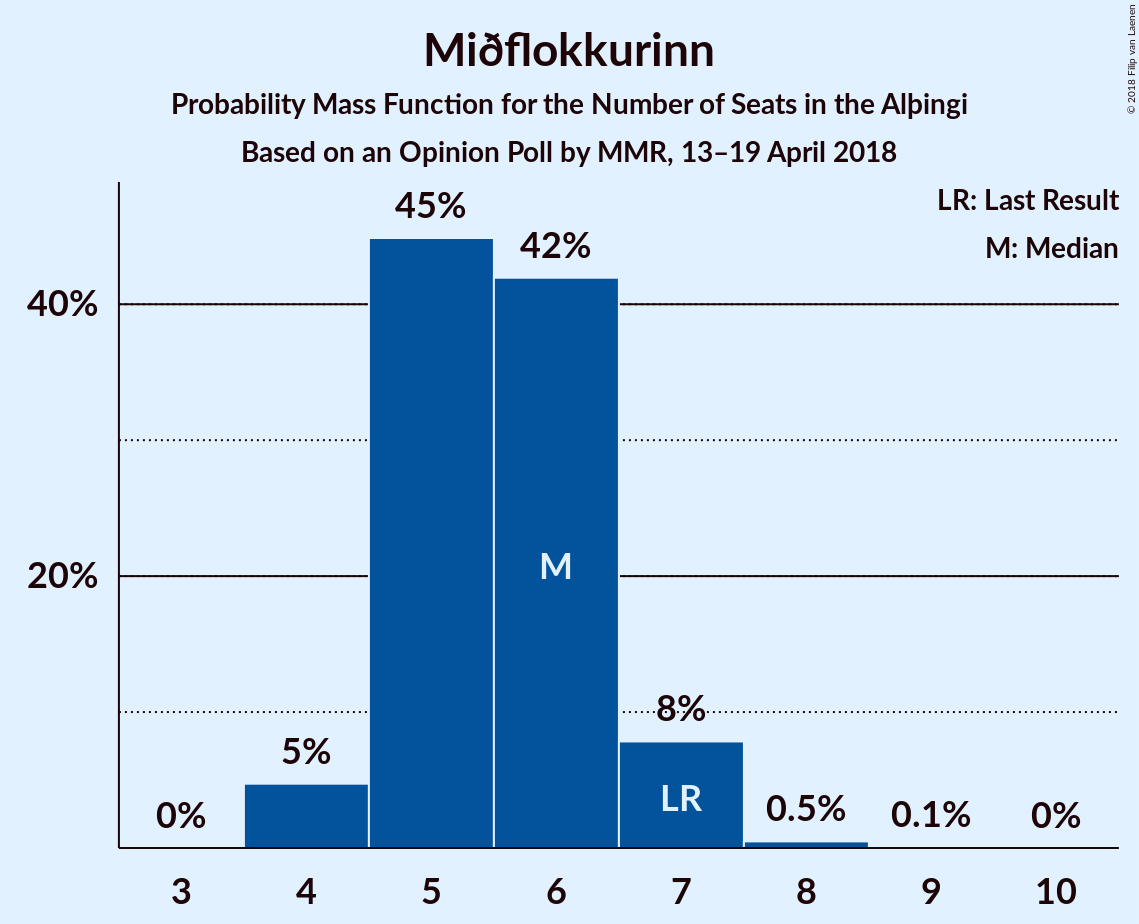 Miðflokkurinn
Probability Mass Function for the Number of Seats in the Alþingi
Based on an Opinion Poll by MMR, 13–19 April 2018
© 2018 Filip van Laenen
LR: Last Result
M: Median
45%
42%
40%
M
20%
8%
5%
LR
0%
0.5%
0.1%
0%
3 4 5 6 7 8 9 10